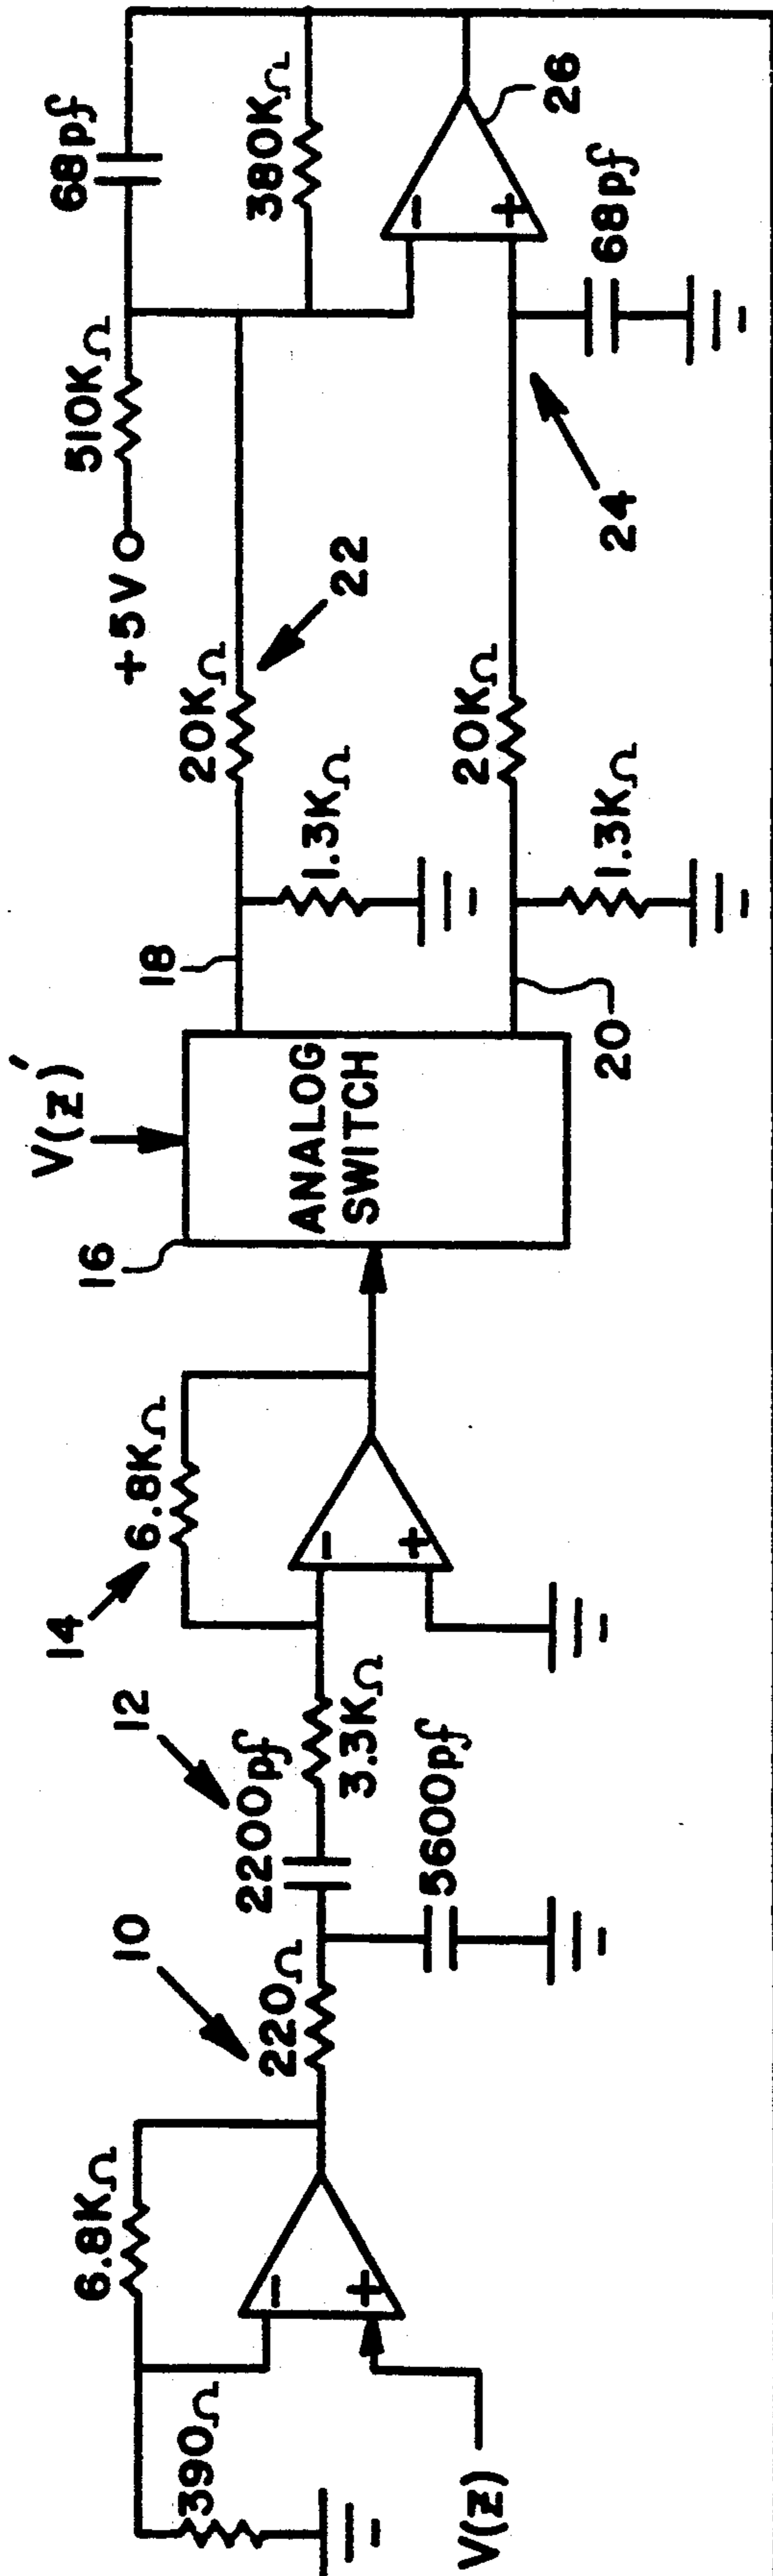 390Ω
6.8KΩ
V(z)
10
220Ω
12
2200pf
5600pf
3.3KΩ
14
6.8KΩ
-
+
-
+
16
V(z)'
ANALOG
SWITCH
18
20
1.3KΩ
1.3KΩ
20KΩ
20KΩ
22
24
+5V
510KΩ
68pf
380KΩ
-
+
26
68pf